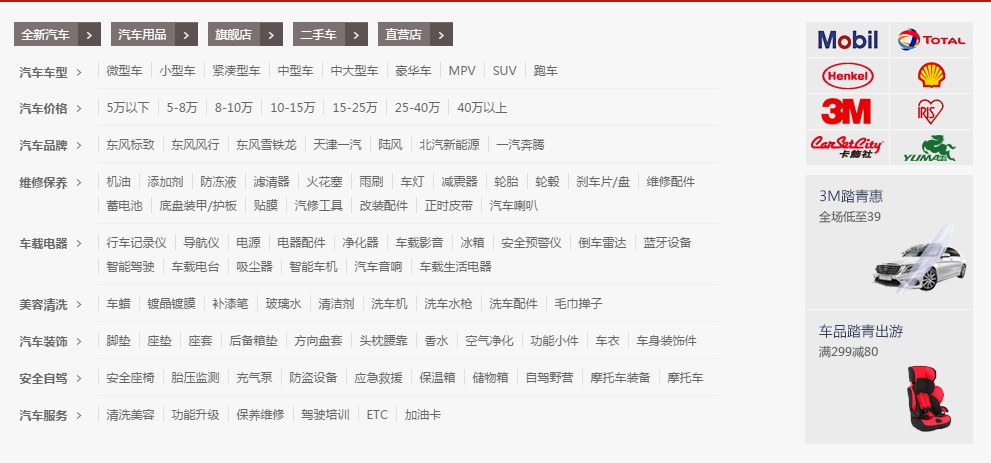 全新汽车 > 汽车用品 > 旗舰店 > 二手车 > 直营店 >
汽车车型 > 微型车 小型车 紧凑型车 中型车 中大型车 豪华车 MPV SUV 跑车
汽车价格 > 5万以下 5-8万 8-10万 10-15万 15-25万 25-40万 40万以上
汽车品牌 > 东风标致 东风风行 东风雪铁龙 天津一汽 陆风 北汽新能源 一汽奔腾
维修保养 > 机油 添加剂 防冻液 滤清器 火花塞 雨刷 车灯 减震器 轮胎 轮毂 刹车片/盘 维修配件
蓄电池 底盘装甲/护板 贴膜 汽修工具 改装配件 正时皮带 汽车喇叭
车载电器 > 行车记录仪 导航仪 电源 电器配件 净化器 车载影音 冰箱 安全预警仪 倒车雷达 蓝牙设备
智能驾驶 车载电台 吸尘器 智能车机 汽车音响 车载生活电器
美容清洗 > 车蜡 镀晶镀膜 补漆笔 玻璃水 清洁剂 洗车机 洗车水枪 洗车配件 毛巾掸子
汽车装饰 > 脚垫 座垫 座套 后备箱垫 方向盘套 头枕腰靠 香水 空气净化 功能小件 车衣 车身装饰件
安全自驾 > 安全座椅 胎压监测 充气泵 防盗设备 应急救援 保温箱 储物箱 自驾野营 摩托车装备 摩托车
汽车服务 > 清洗美容 功能升级 保养维修 驾驶培训 ETC 加油卡
Mobil TOTAL
Henkel
3M IRIS
CarSetCity YUMA
卡饰社
3M踏青惠
全场低至39
车品踏青出游
满299减80